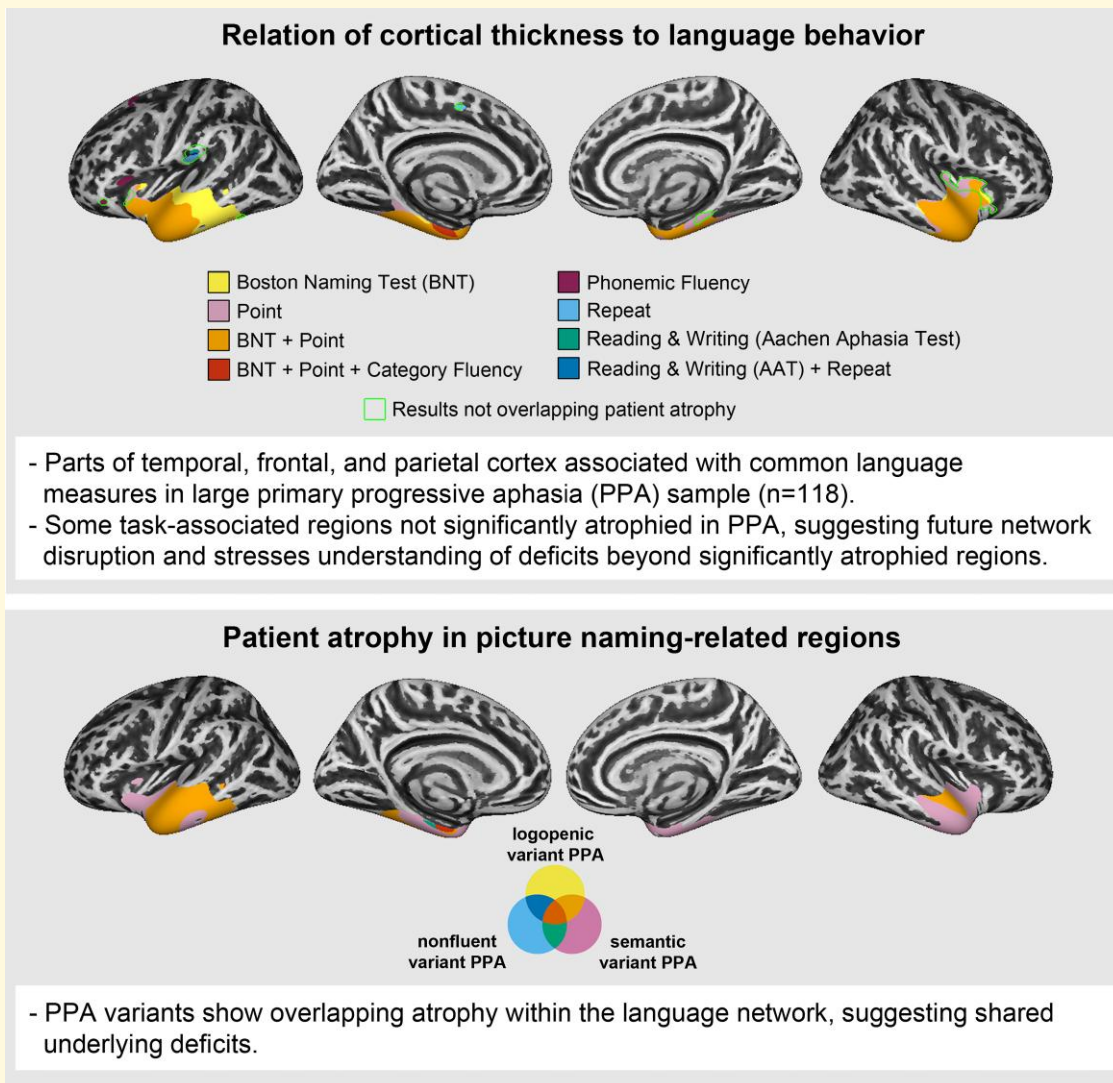 Relation of cortical thickness to language behavior
Boston Naming Test (BNT)
Point
BNT + Point
BNT + Point + Category Fluency
Phonemic Fluency
Repeat
Reading & Writing (Aachen Aphasia Test)
Reading & Writing (AAT) + Repeat
Results not overlapping patient atrophy
- Parts of temporal, frontal, and parietal cortex associated with common language
measures in large primary progressive aphasia (PPA) sample (n=118).
- Some task-associated regions not significantly atrophied in PPA, suggesting future network
disruption and stresses understanding of deficits beyond significantly atrophied regions.
Patient atrophy in picture naming-related regions
logopenic
variant PPA
nonfluent
variant PPA
semantic
variant PPA
- PPA variants show overlapping atrophy within the language network, suggesting shared
underlying deficits.